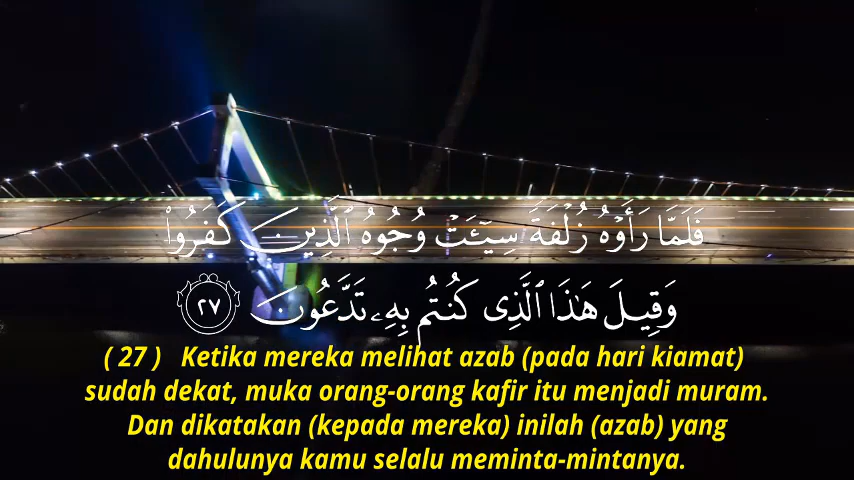 فَلَمَّا رَأَوْهُ زُلْفَةً سِيٓـَٔتْ وُجُوهُ ٱلَّذِينَ كَفَرُوا۟
وَقِيلَ هَٰذَا ٱلَّذِى كُنتُم بِهِۦ تَدَّعُونَ ٢٧
( 27 ) Ketika mereka melihat azab (pada hari kiamat)
sudah dekat, muka orang-orang kafir itu menjadi muram.
Dan dikatakan (kepada mereka) inilah (azab) yang
dahulunya kamu selalu meminta-mintanya.